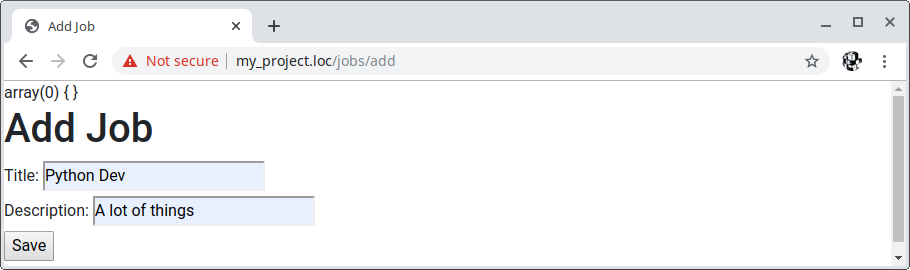 Add Job
Not secure | my_project.loc/jobs/add
array(0) { }
Add Job
Title: Python Dev
Description: A lot of things
Save